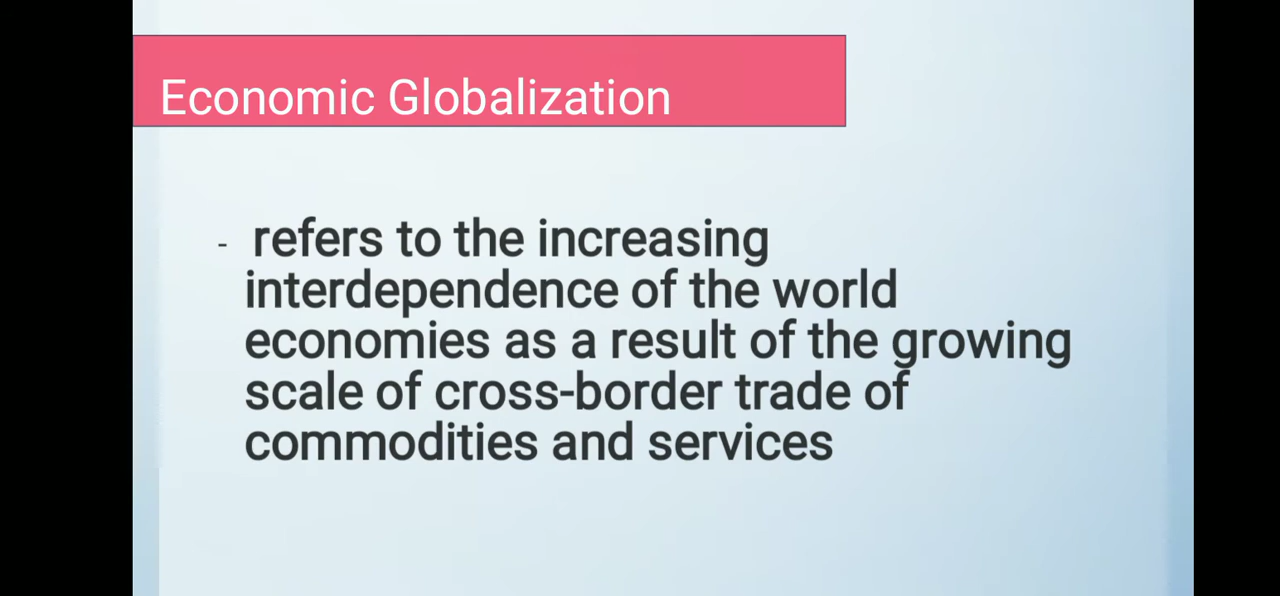 Economic Globalization
- refers to the increasing
interdependence of the world
economies as a result of the growing
scale of cross-border trade of
commodities and services